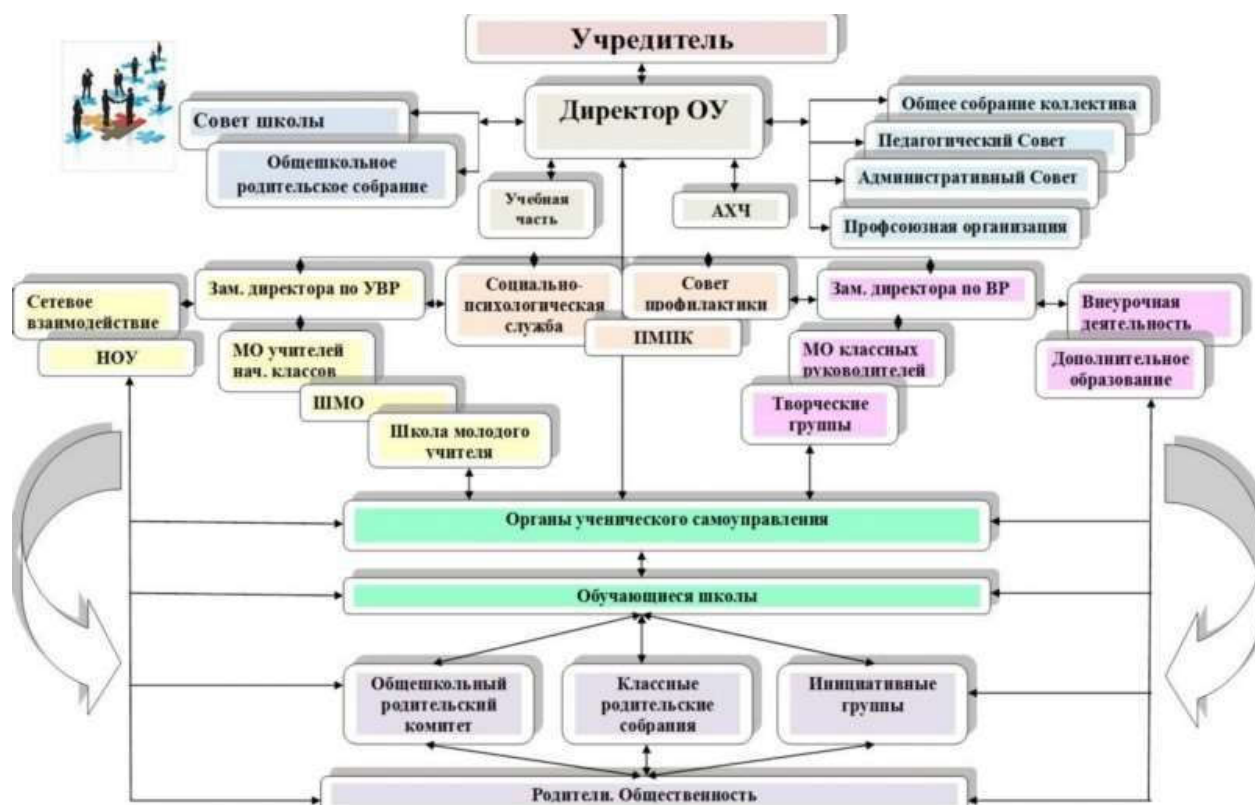 Учредитель
Директор ОУ
Совет школы
Общешкольное
родительское собрание
Общее собрание коллектива
Педагогический Совет
Административный Совет
Профсоюзная организация
Учебная
часть
АХЧ
Сетевое
взаимодействие
НОУ
Зам. директора по УВР
Социально-
психологическая
служба
Совет
профилактики
ПМПК
Зам. директора по ВР
Внеурочная
деятельность
Дополнительное
образование
МО учителей
нач. классов
ШМО
Школа молодого
учителя
МО классных
руководителей
Творческие
группы
Органы ученического самоуправления
Обучающиеся школы
Общешкольный
родительский
комитет
Классные
родительские
собрания
Инициативные
группы
Родители. Общественность